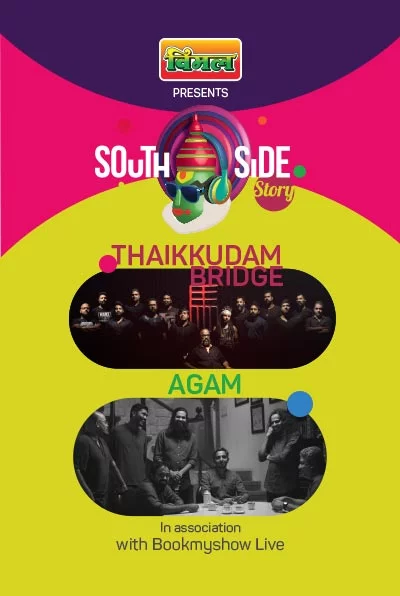 विमल
PRESENTS
SOUTH SIDE
Story
THAIKKUDAM
BRIDGE
AGAM
In association
with Bookmyshow Live